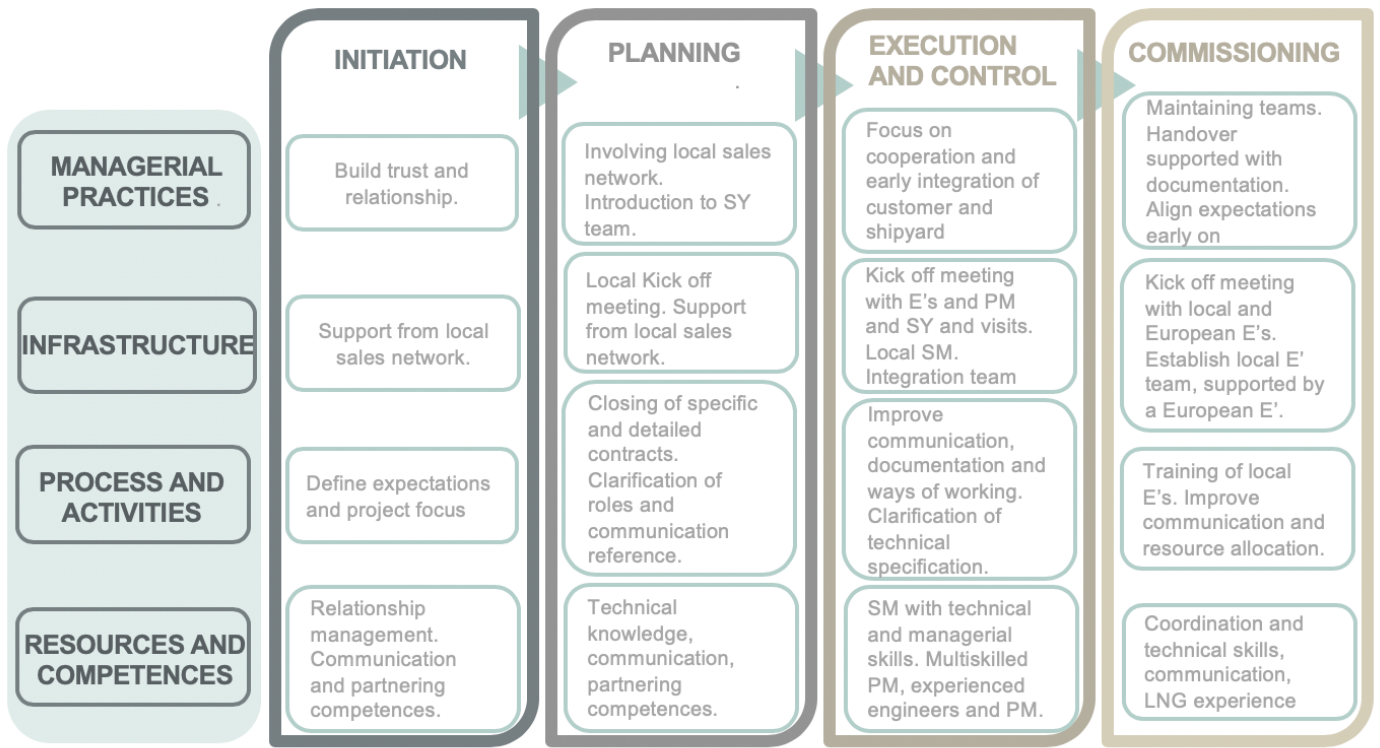 INITIATION
PLANNING
.
EXECUTION
AND CONTROL
COMMISSIONING
MANAGERIAL
PRACTICES .
Build trust and
relationship.
Involving local sales
network.
Introduction to SY
team.
Focus on
cooperation and
early integration of
customer and
shipyard
Maintaining teams.
Handover
supported with
documentation.
Align expectations
early on
INFRASTRUCTURE
Support from local
sales network.
Local Kick off
meeting. Support
from local sales
network.
Kick off meeting
with E's and PM
and SY and visits.
Local SM.
Integration team
Kick off meeting
with local and
European E's.
Establish local E'
team, supported by
a European E'.
PROCESS AND
ACTIVITIES
Define expectations
and project focus
Closing of specific
and detailed
contracts.
Clarification of
roles and
communication
reference.
Improve
communication,
documentation and
ways of working.
Clarification of
technical
specification.
Training of local
E's. Improve
communication and
resource allocation.
RESOURCES AND
COMPETENCES
Relationship
management.
Communication
and partnering
competences.
Technical
knowledge,
communication,
partnering
competences.
SM with technical
and managerial
skills. Multiskilled
PM, experienced
engineers and PM.
Coordination and
technical skills,
communication,
LNG experience